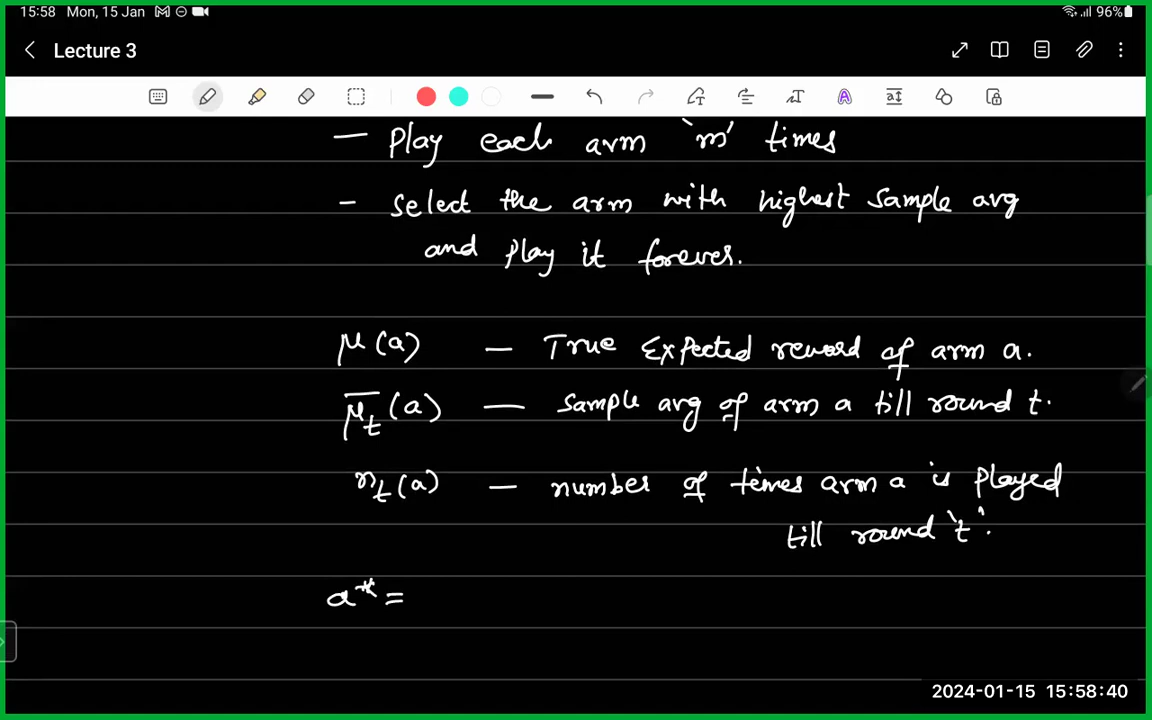 15:58 Mon, 15 Jan
96%
Lecture 3
— Play each arm 'm' times
- Select the arm with highest sample avg
and play it forever.
μ(a) — True Expected reward of arm a.
μ̅_t(a) — Sample avg of arm a till round t.
n_t(a) — number of times arm a is played
till round 't'.
a* =
2024-01-15 15:58:40